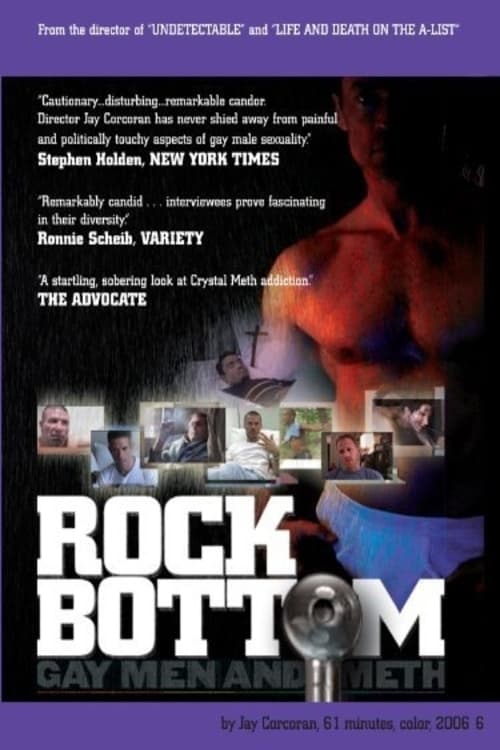 From the director of "UNDETECTABLE" and "LIFE AND DEATH ON THE A-LIST"
"Cautionary...disturbing...remarkable candor.
Director Jay Corcoran has never shied away from painful
and politically touchy aspects of gay male sexuality."
Stephen Holden, NEW YORK TIMES
"Remarkably candid . . . interviewees prove fascinating
in their diversity."
Ronnie Scheib, VARIETY
"A startling, sobering look at Crystal Meth addiction."
THE ADVOCATE
ROCK
BOTTOM
GAY MEN AND METH
by Jay Corcoran, 61 minutes, color, 2006 6